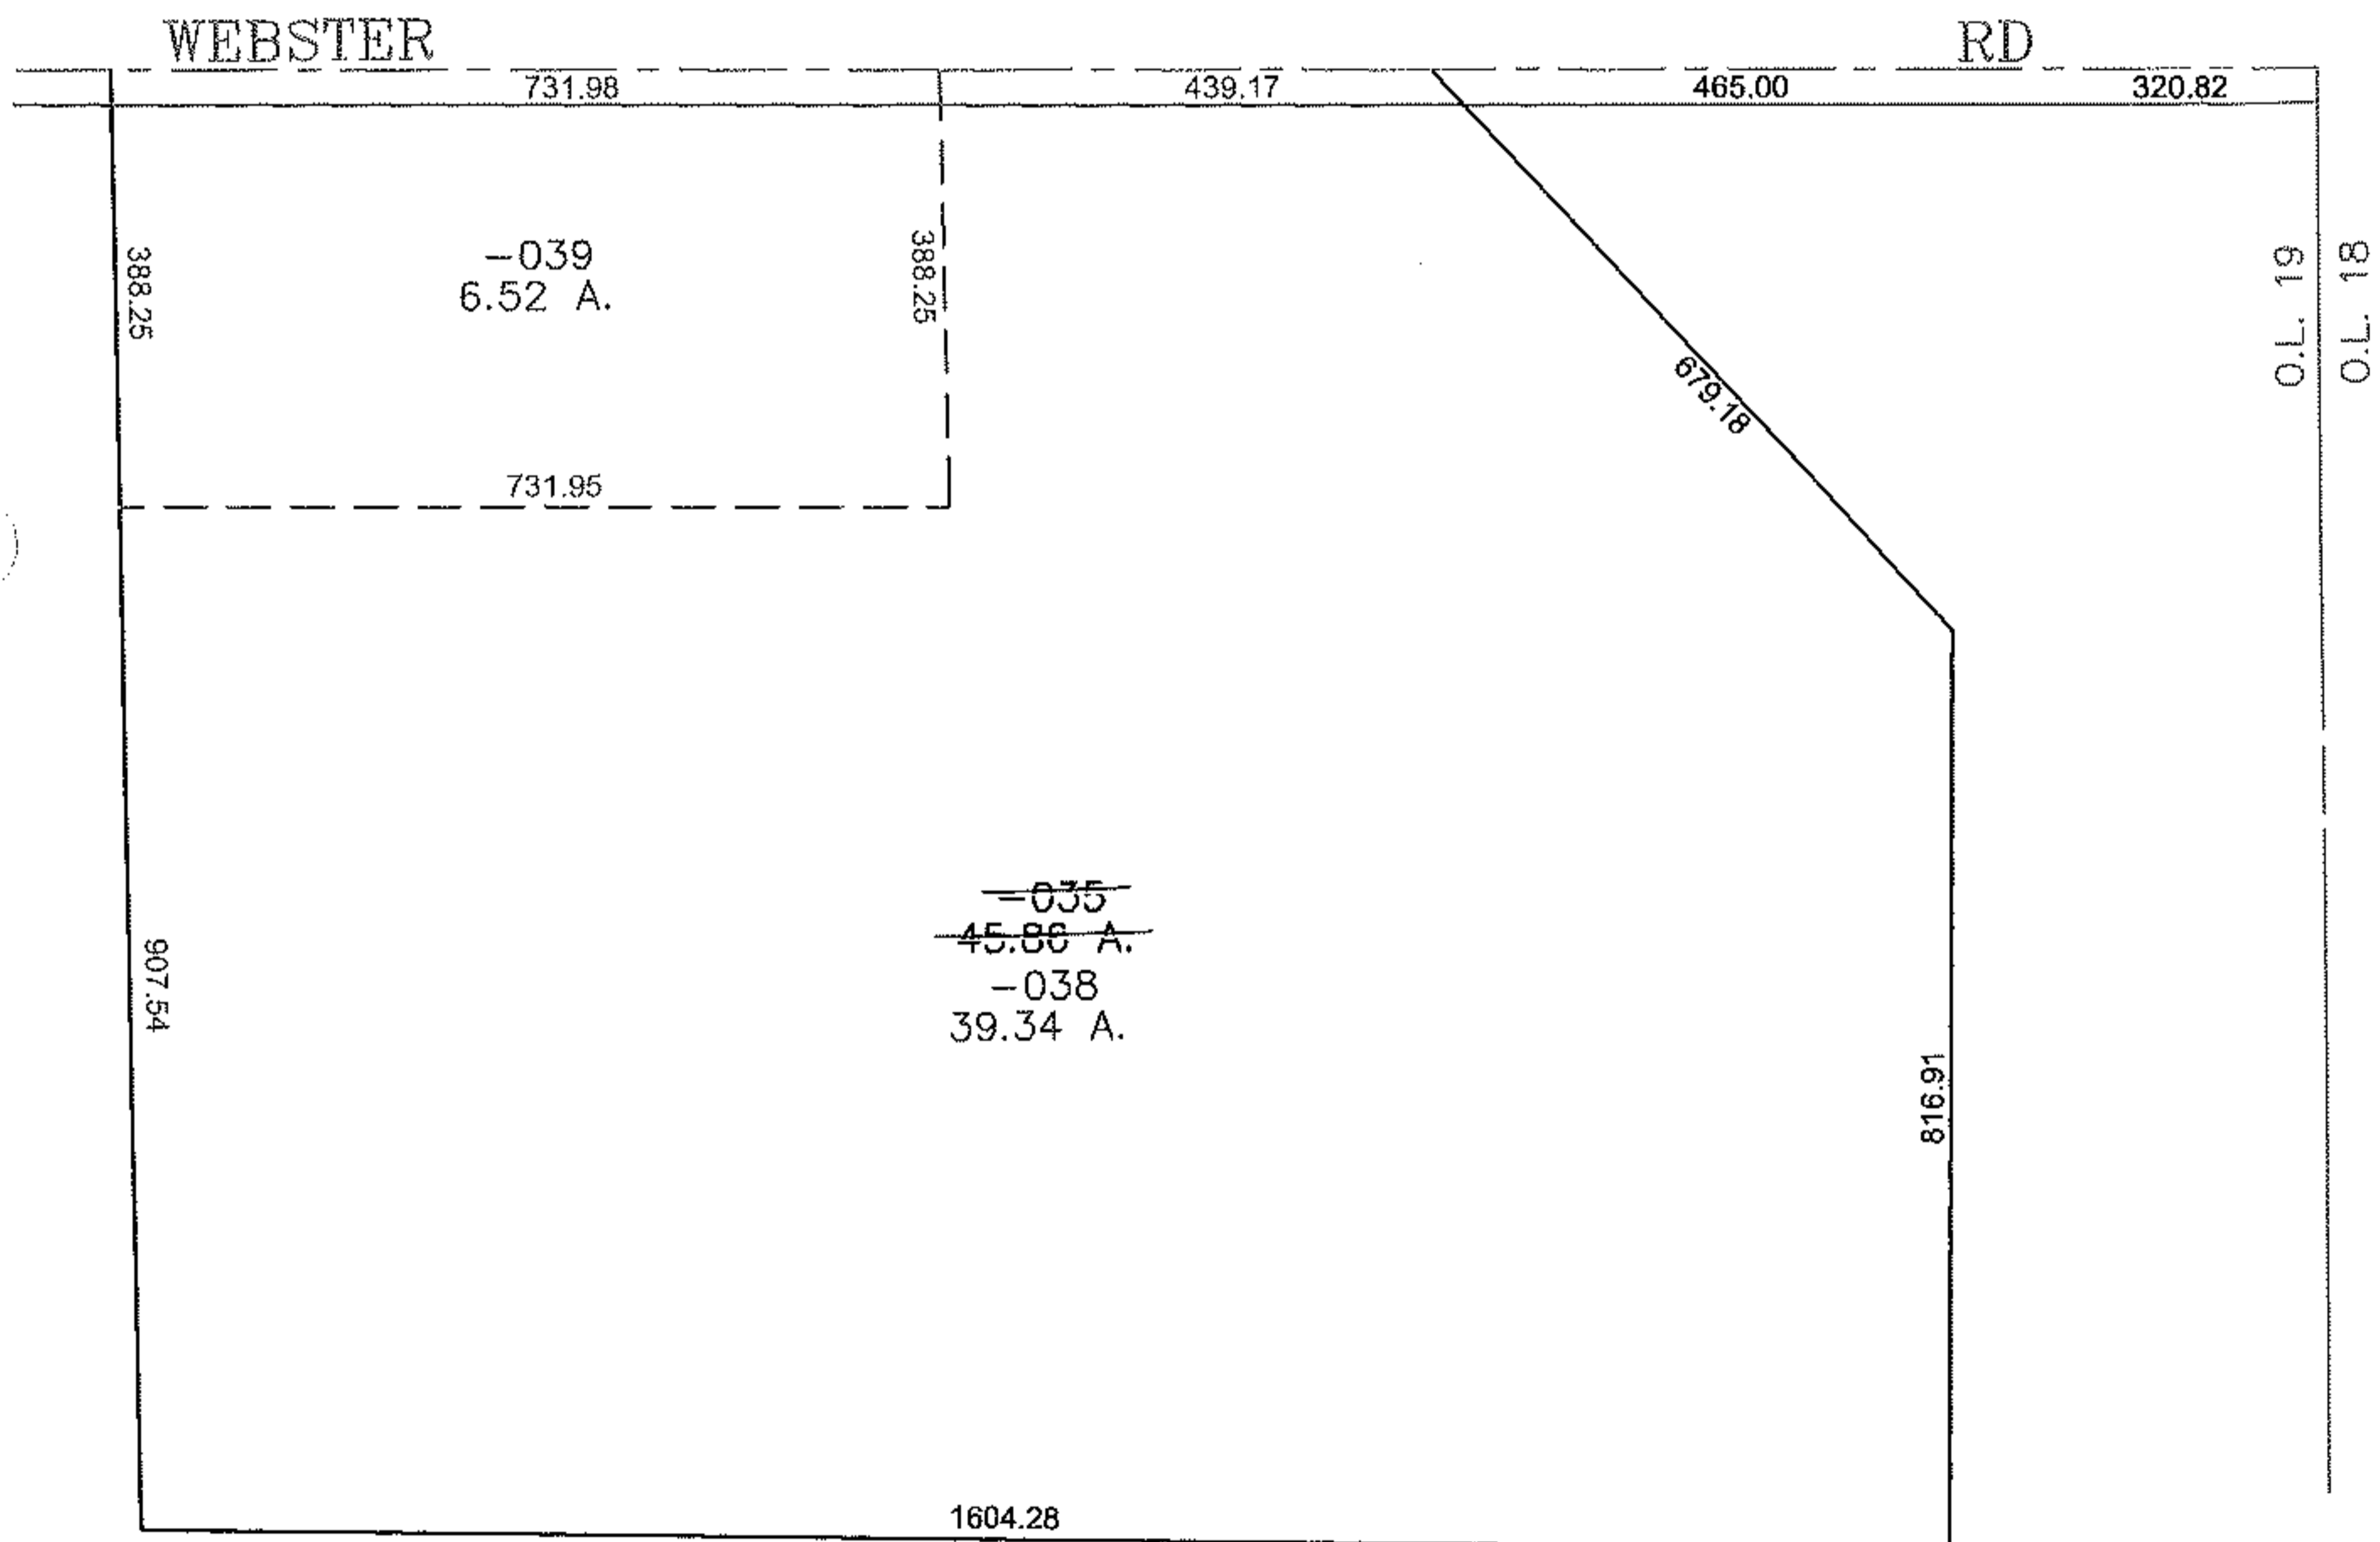 WEBSTER RD
731.98 439.17 465.00 320.82
388.25
-039
6.52 A.
388.25
679.18
O.L. 19
O.L. 18
731.95
-035
45.86 A.
-038
39.34 A.
907.54
816.91
1604.28